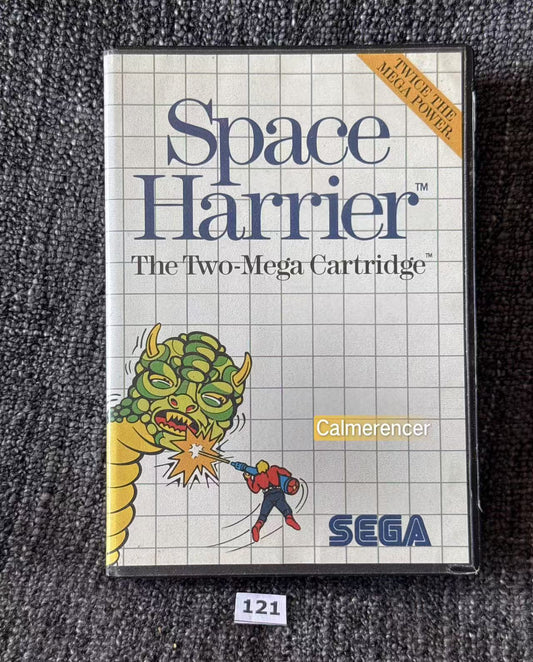 TWICE THE
MEGA POWER.
Space
Harrier™
The Two-Mega Cartridge™
Calmerencer
SEGA
121